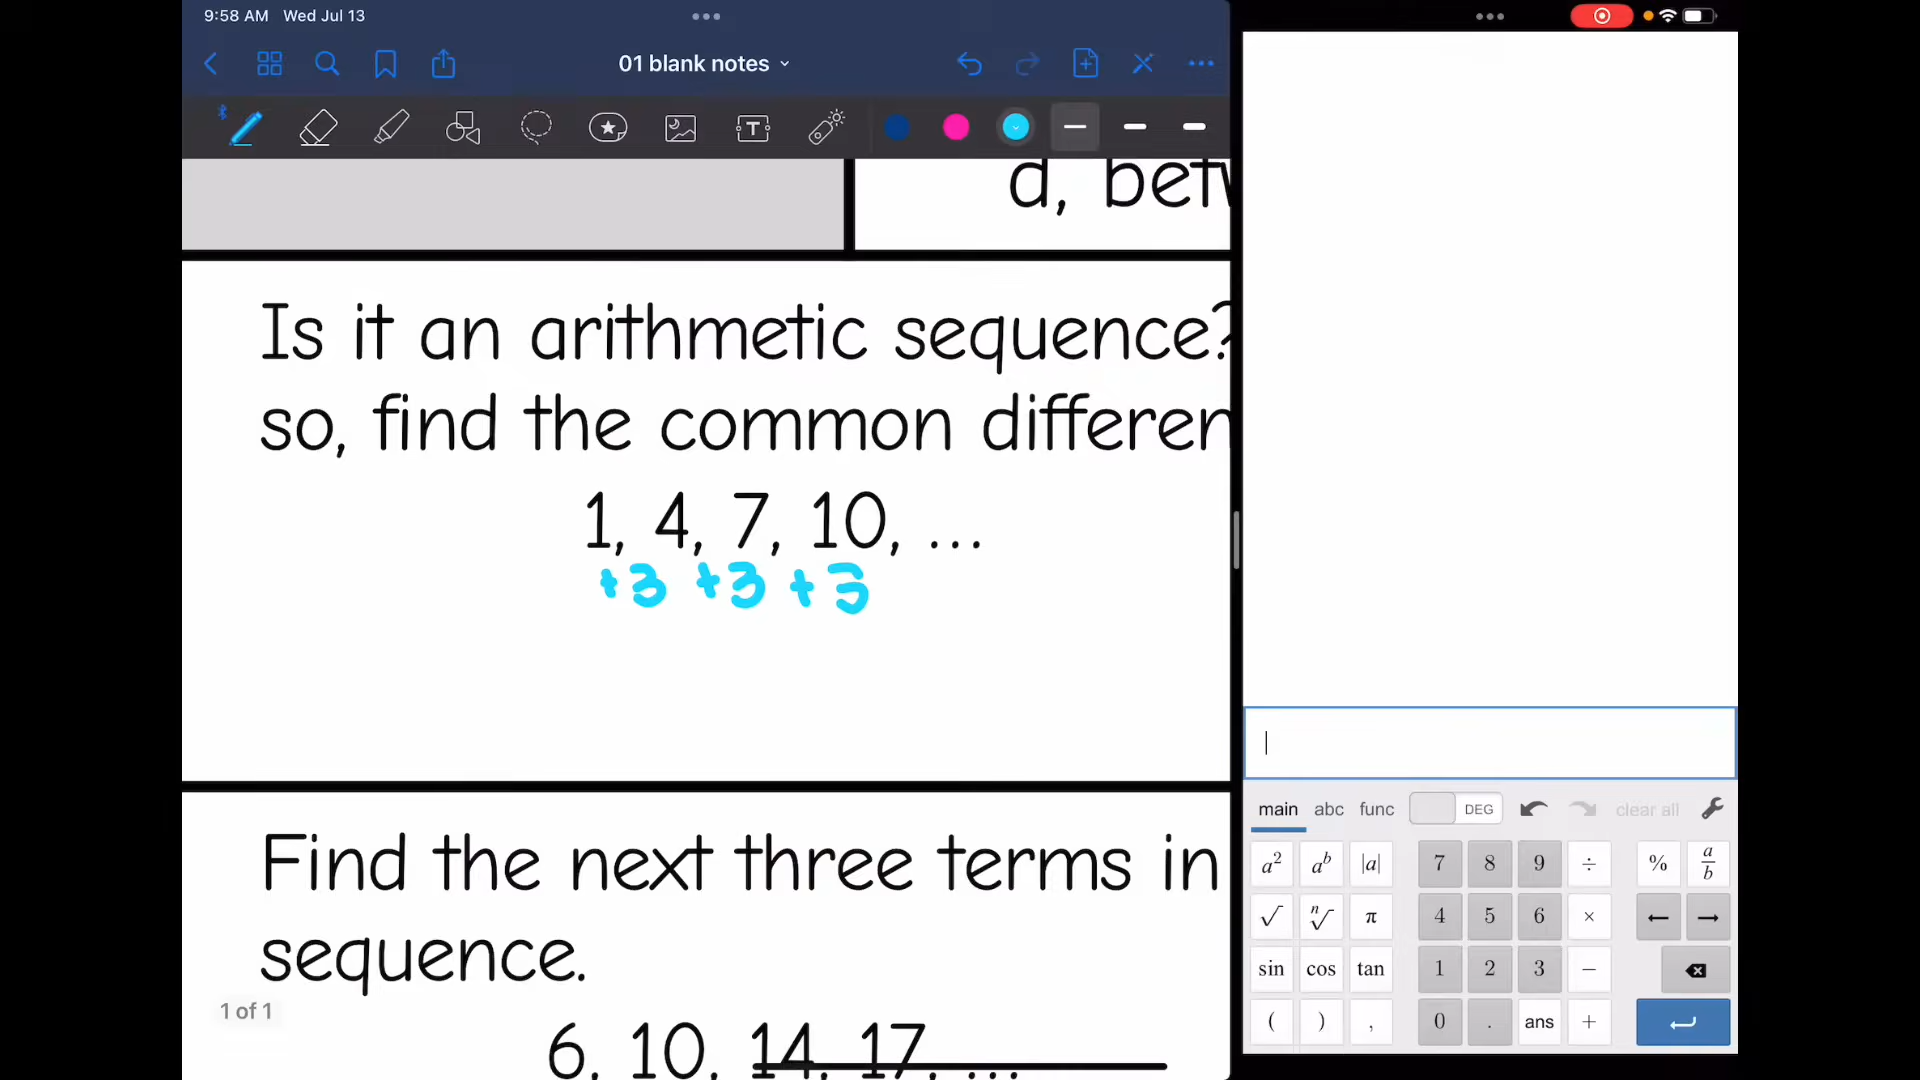 9:58 AM Wed Jul 13
01 blank notes
T
d, betw
Is it an arithmetic sequence?
so, find the common differen
1, 4, 7, 10, ...
+3 +3 +3
Find the next three terms in
sequence.
1 of 1
6, 10, 14, 17, ...
main abc func DEG clear all
a² aᵇ |a| 7 8 9 ÷ % a/b
√ ⁿ√ π 4 5 6 × ← →
sin cos tan 1 2 3 −
( ) , 0 . ans +